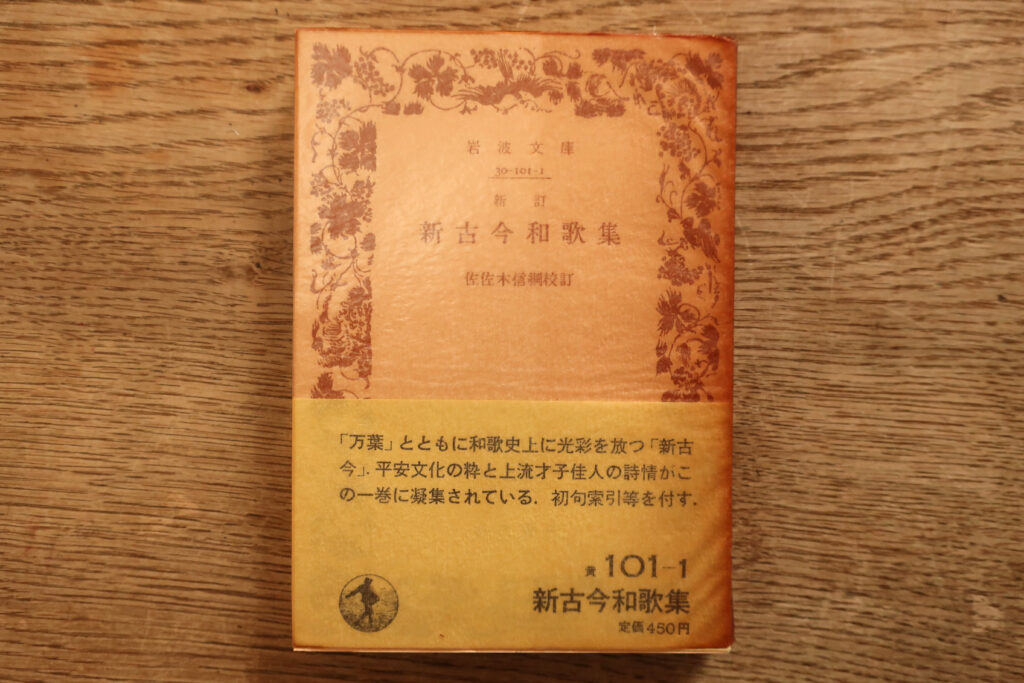 岩波文庫
30-101-1
新訂
新古今和歌集
佐佐木信綱校訂
「万葉」とともに和歌史上に光彩を放つ「新古
今」. 平安文化の粋と上流才子佳人の詩情がこ
の一巻に凝集されている. 初句索引等を付す.
黄 101-1
新古今和歌集
定価450円